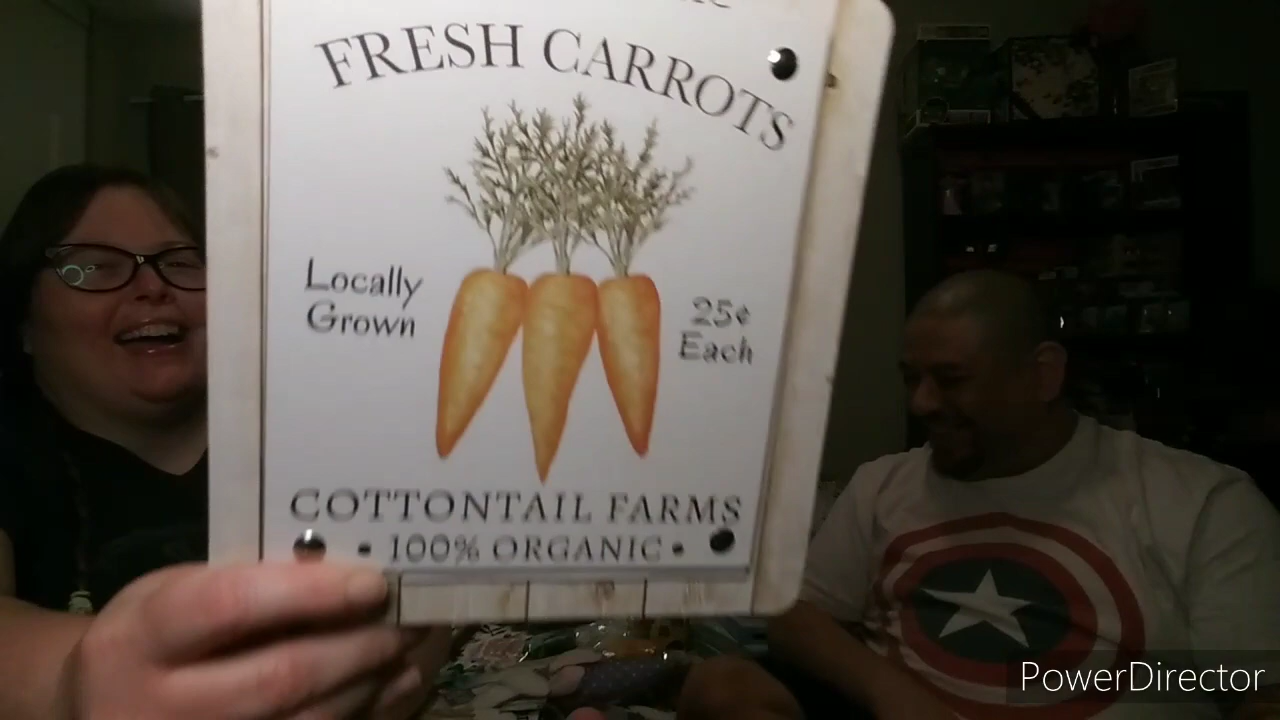 FRESH CARROTS
Locally
Grown
25¢
Each
COTTONTAIL FARMS
• 100% ORGANIC •
PowerDirector